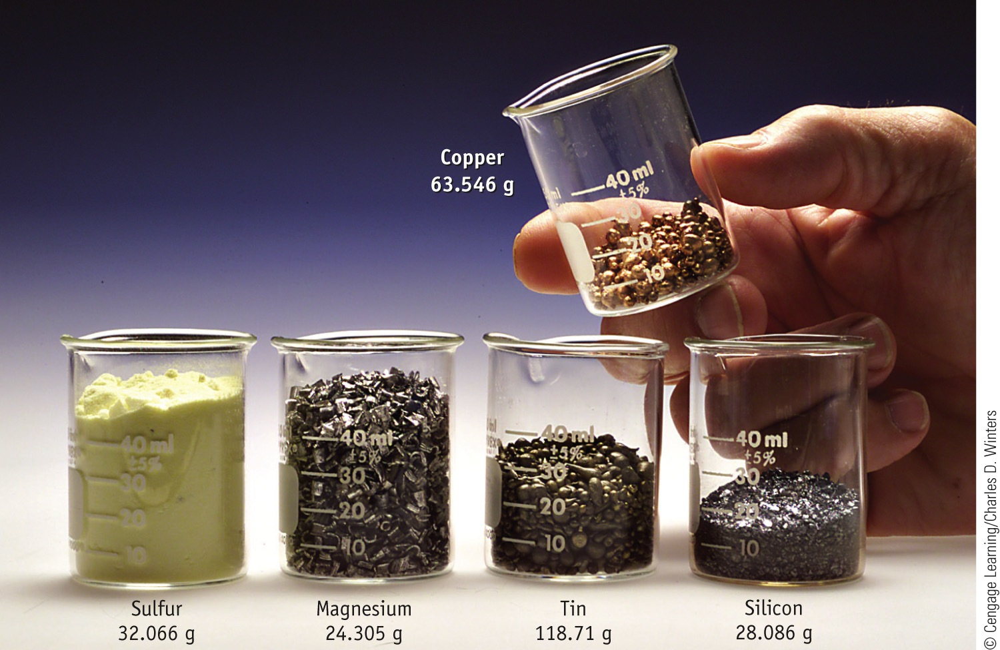 Copper
63.546 g
40 ml
±5%
30
20
10
40 ml
±5%
30
20
10
40 ml
±5%
30
20
10
40 ml
±5%
30
20
10
40 ml
±5%
30
20
10
Sulfur
32.066 g
Magnesium
24.305 g
Tin
118.71 g
Silicon
28.086 g
© Cengage Learning/Charles D. Winters